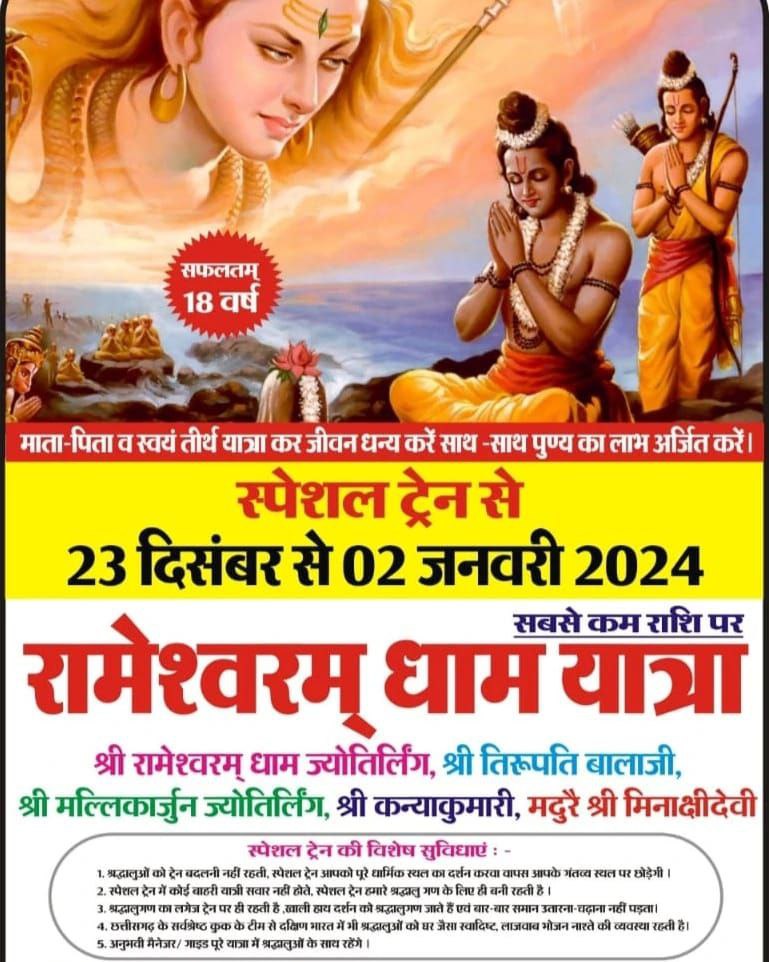 सफलतम्
18 वर्ष
माता-पिता व स्वयं तीर्थ यात्रा कर जीवन धन्य करें साथ -साथ पुण्य का लाभ अर्जित करें।
स्पेशल ट्रेन से
23 दिसंबर से 02 जनवरी 2024
सबसे कम राशि पर
रामेश्वरम् धाम यात्रा
श्री रामेश्वरम् धाम ज्योतिर्लिंग, श्री तिरूपति बालाजी,
श्री मल्लिकार्जुन ज्योतिर्लिंग, श्री कन्याकुमारी, मदुरै श्री मिनाक्षीदेवी
स्पेशल ट्रेन की विशेष सुविधाएं : -
1. श्रद्धालुओं को ट्रेन बदलनी नहीं रहती, स्पेशल ट्रेन आपको पूरे धार्मिक स्थल का दर्शन करवा वापस आपके गंतव्य स्थल पर छोड़ेगी ।
2. स्पेशल ट्रेन में कोई बाहरी यात्री सवार नहीं होते, स्पेशल ट्रेन हमारे श्रद्धालु गण के लिए ही बनी रहती है ।
3. श्रद्धालुगण का लगेज ट्रेन पर ही रहती है ,खाली हाथ दर्शन को श्रद्धालुगण जाते हैं एवं बार-बार समान उतारना-चढ़ाना नहीं पड़ता।
4. छत्तीसगढ़ के सर्वश्रेष्ठ कुक के टीम से दक्षिण भारत में भी श्रद्धालुओं को घर जैसा स्वादिष्ट, लाजवाब भोजन नाश्ते की व्यवस्था रहती है।
5. अनुभवी मैनेजर/ गाइड पूरे यात्रा में श्रद्धालुओं के साथ रहेंगे ।